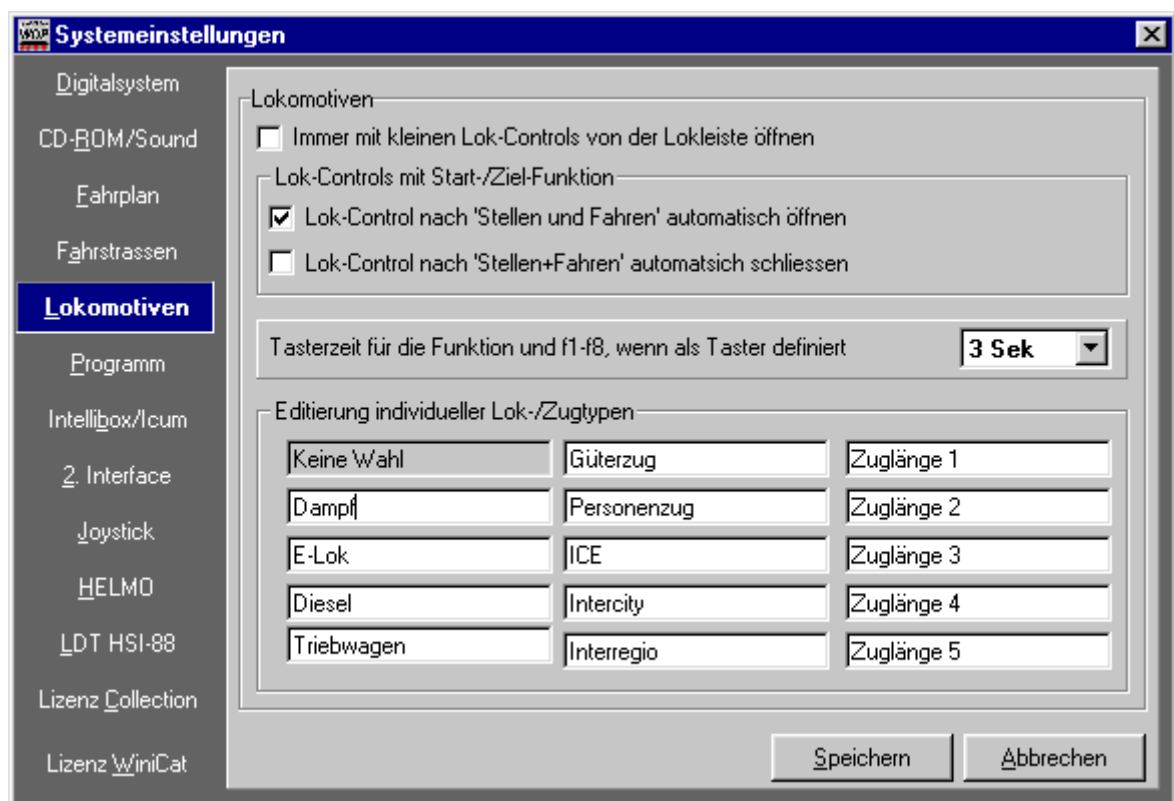 Systemeinstellungen
Digitalsystem
CD-ROM/Sound
Fahrplan
Fahrstrassen
Lokomotiven
Programm
Intellibox/Icum
2. Interface
Joystick
HELMO
LDT HSI-88
Lizenz Collection
Lizenz WiniCat
Lokomotiven
Immer mit kleinen Lok-Controls von der Lokleiste öffnen
Lok-Controls mit Start-/Ziel-Funktion
Lok-Control nach 'Stellen und Fahren' automatisch öffnen
Lok-Control nach 'Stellen+Fahren' automatsich schliessen
Tasterzeit für die Funktion und f1-f8, wenn als Taster definiert 3 Sek
Editierung individueller Lok-/Zugtypen
Keine Wahl Güterzug Zuglänge 1
Dampf Personenzug Zuglänge 2
E-Lok ICE Zuglänge 3
Diesel Intercity Zuglänge 4
Triebwagen Interregio Zuglänge 5
Speichern Abbrechen